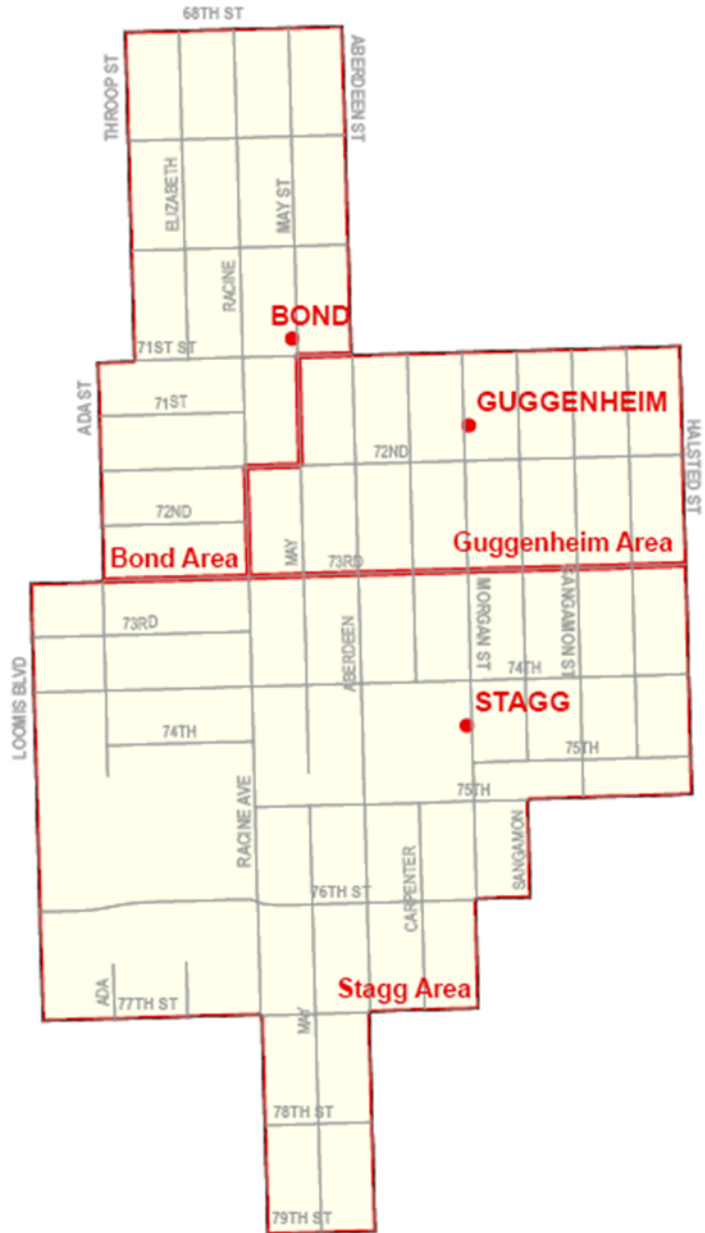 68TH ST
THROOP ST
ABERDEEN ST
ELIZABETH
MAY ST
RACINE
BOND
71ST ST
ADA ST
71ST
GUGGENHEIM
HALSTED ST
72ND
72ND
MAY
Bond Area
Guggenheim Area
73RD
73RD
ABERDEEN
MORGAN ST
SANGAMON ST
74TH
LOOMIS BLVD
STAGG
74TH
75TH
75TH
RACINE AVE
CARPENTER
SANGAMON
76TH ST
Stagg Area
ADA
77TH ST
MAY
78TH ST
79TH ST